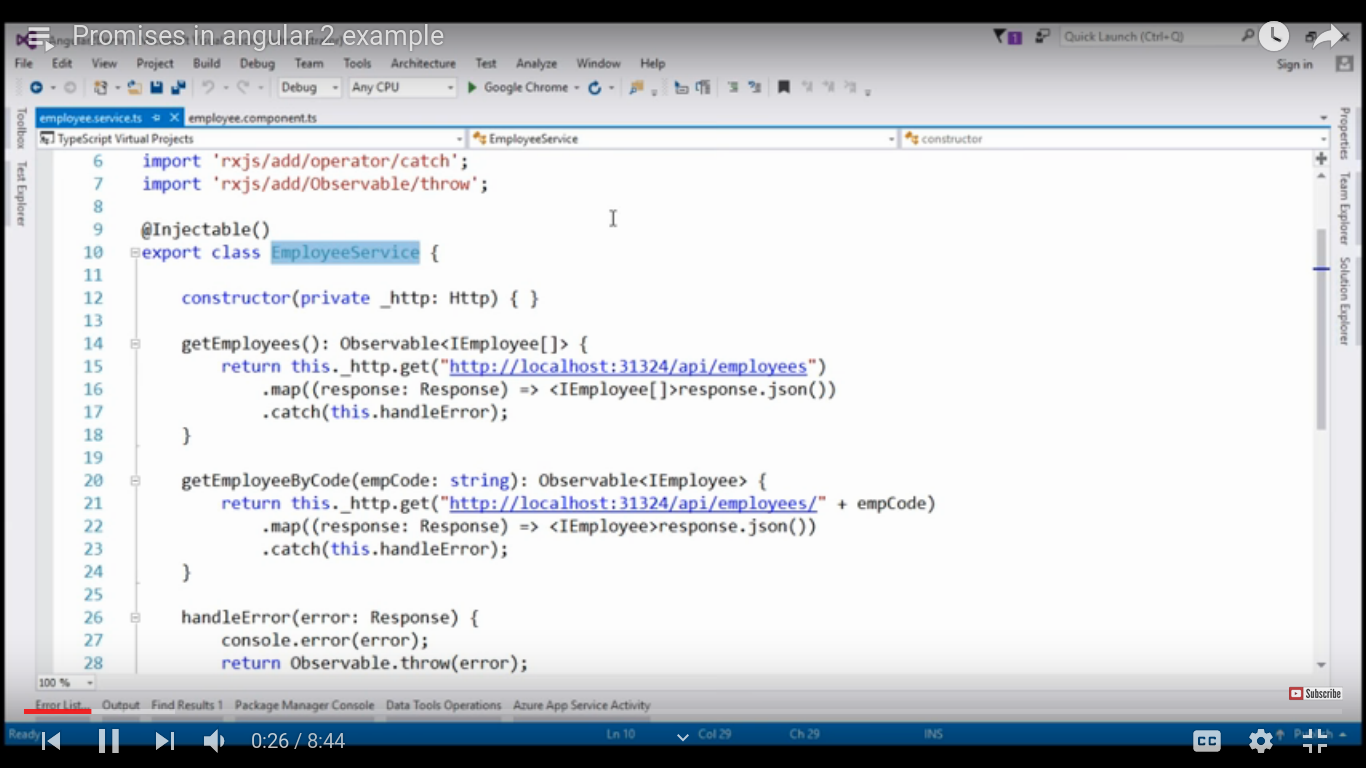 Promises in angular 2 example
Quick Launch (Ctrl+Q)
File Edit View Project Build Debug Team Tools Architecture Test Analyze Window Help
Sign in
Debug Any CPU Google Chrome
employee.service.ts employee.component.ts
TypeScript Virtual Projects EmployeeService constructor
Toolbox
Test Explorer
6 import 'rxjs/add/operator/catch';
7 import 'rxjs/add/Observable/throw';
8
9 @Injectable()
10 export class EmployeeService {
11
12 constructor(private _http: Http) { }
13
14 getEmployees(): Observable<IEmployee[]> {
15 return this._http.get("http://localhost:31324/api/employees")
16 .map((response: Response) => <IEmployee[]>response.json())
17 .catch(this.handleError);
18 }
19
20 getEmployeeByCode(empCode: string): Observable<IEmployee> {
21 return this._http.get("http://localhost:31324/api/employees/" + empCode)
22 .map((response: Response) => <IEmployee>response.json())
23 .catch(this.handleError);
24 }
25
26 handleError(error: Response) {
27 console.error(error);
28 return Observable.throw(error);
Properties
Team Explorer
Solution Explorer
100 %
Subscribe
Error List... Output Find Results 1 Package Manager Console Data Tools Operations Azure App Service Activity
Ready Ln 10 Col 29 Ch 29 INS
0:26 / 8:44
CC